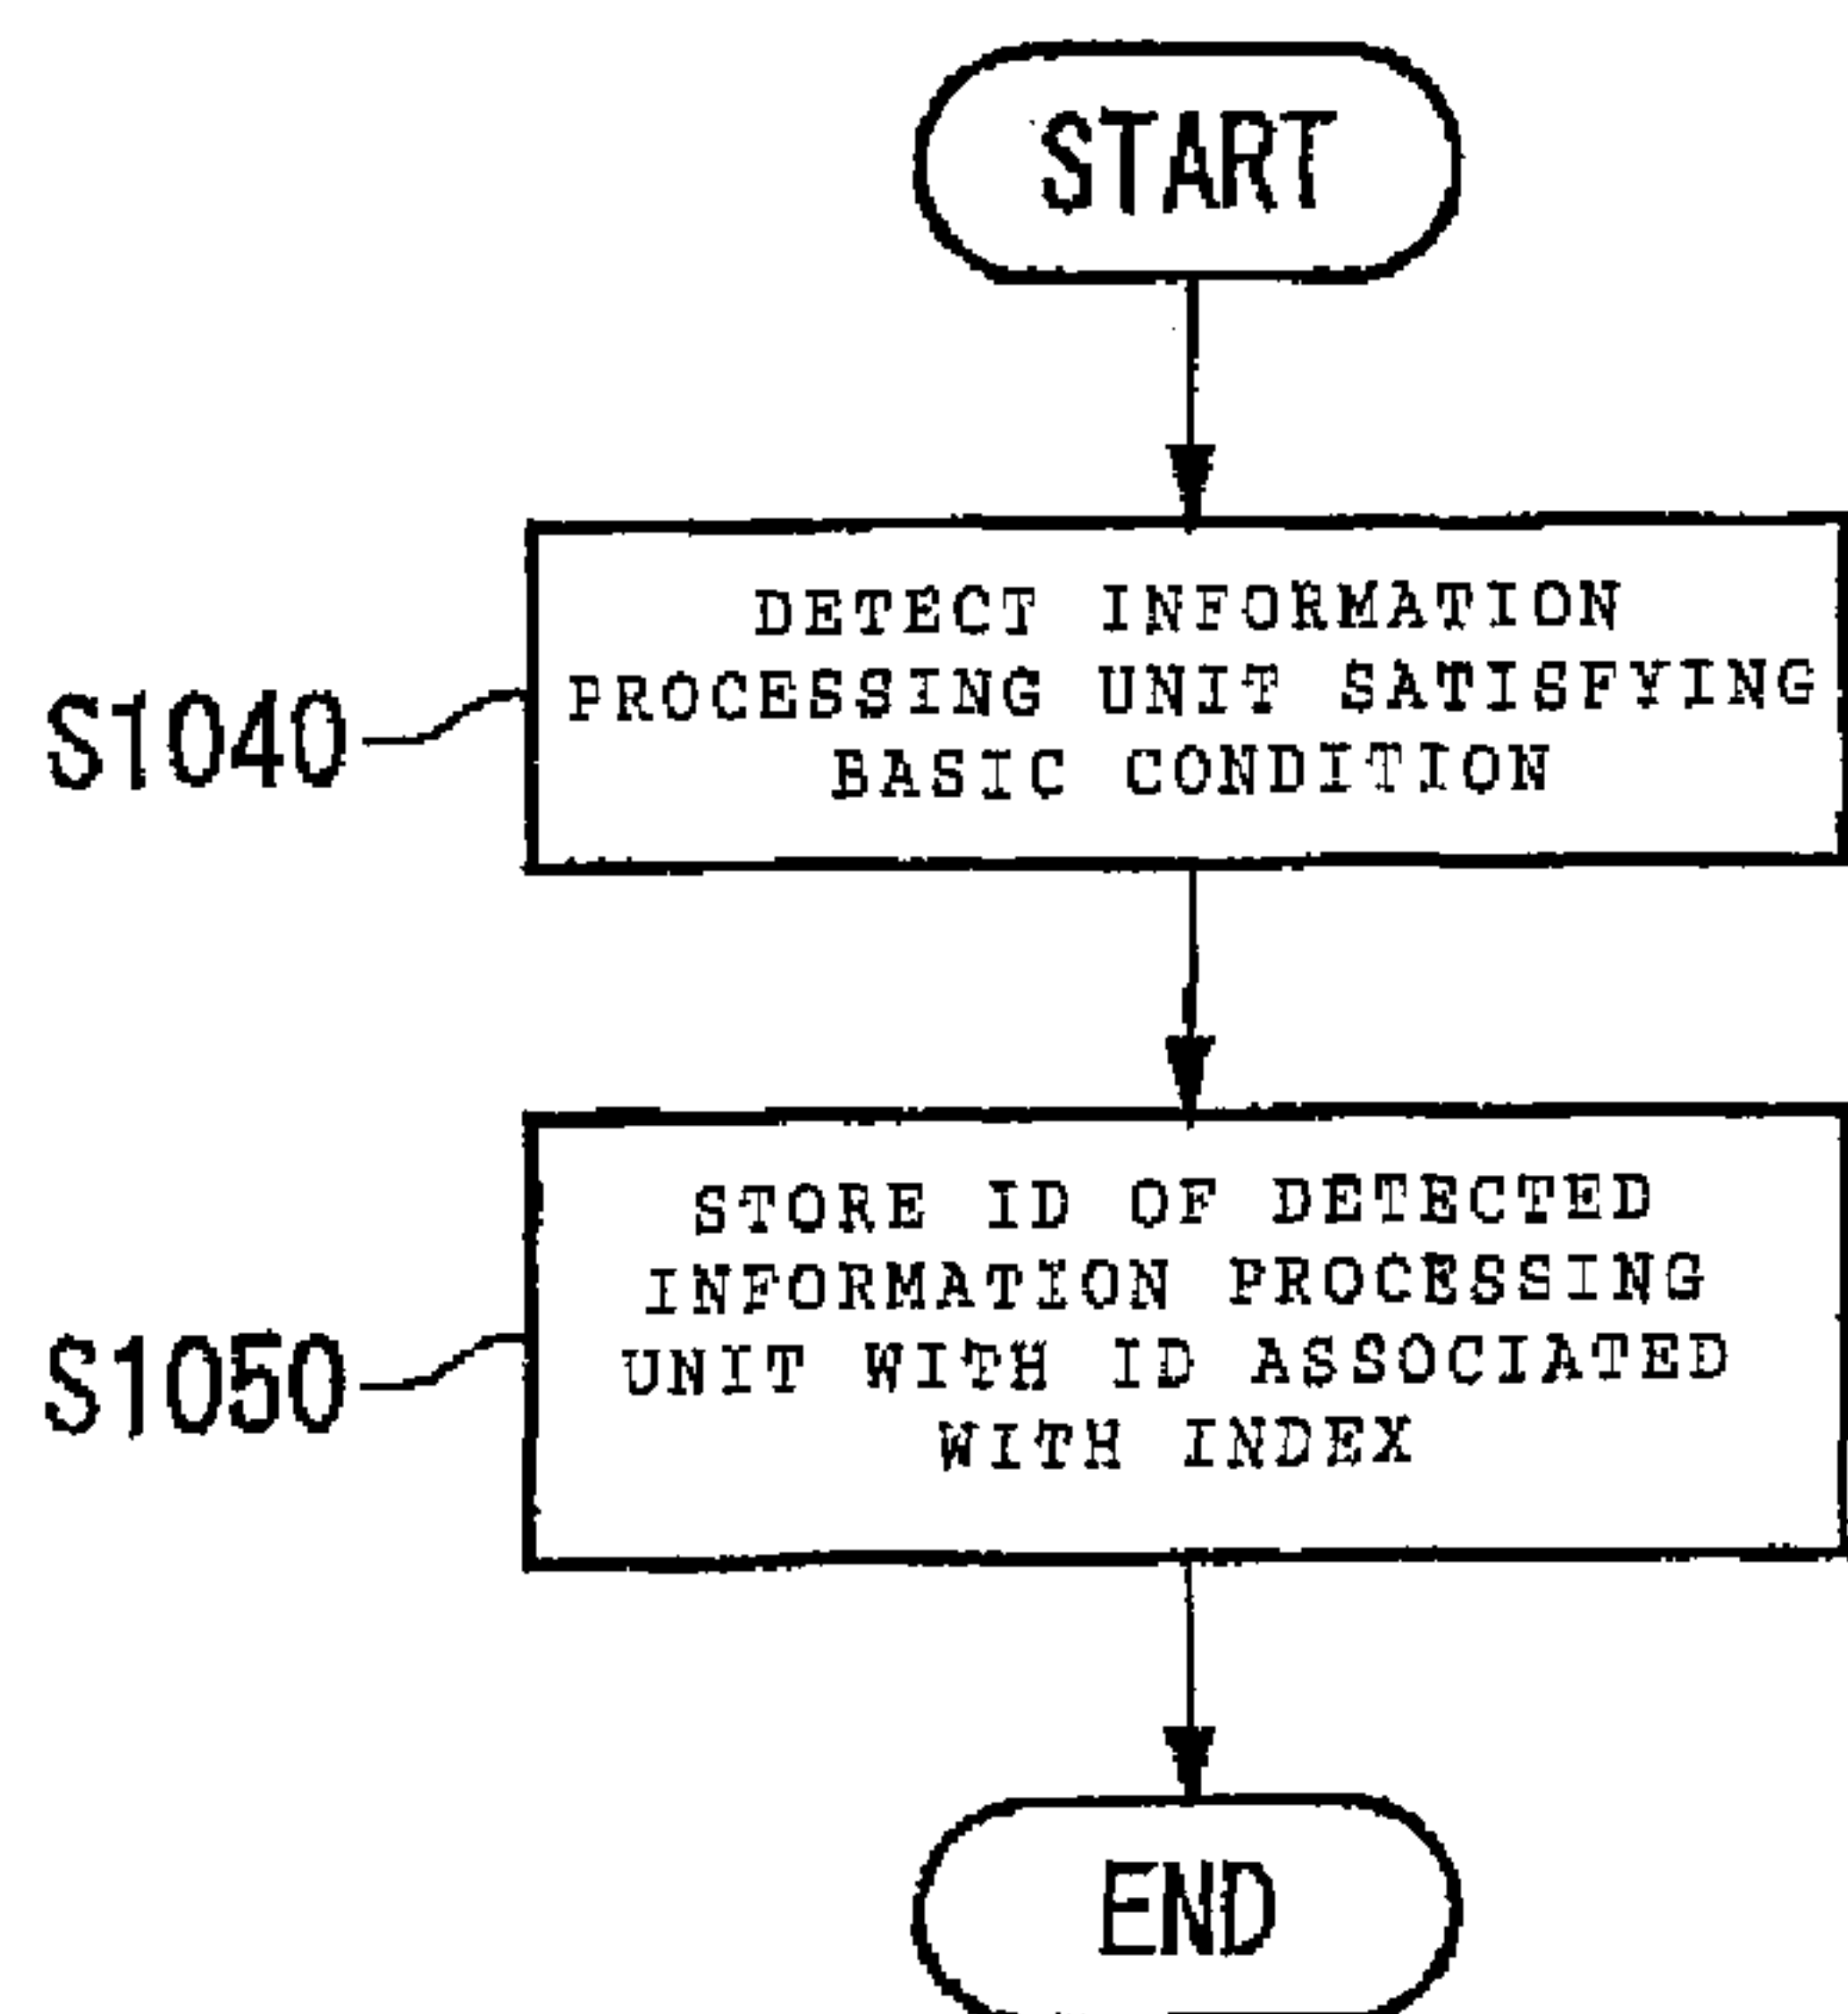 START
DETECT INFORMATION
PROCESSING UNIT SATISFYING
BASIC CONDITION
S1040
STORE ID OF DETECTED
INFORMATION PROCESSING
UNIT WITH ID ASSOCIATED
WITH INDEX
S1050
END